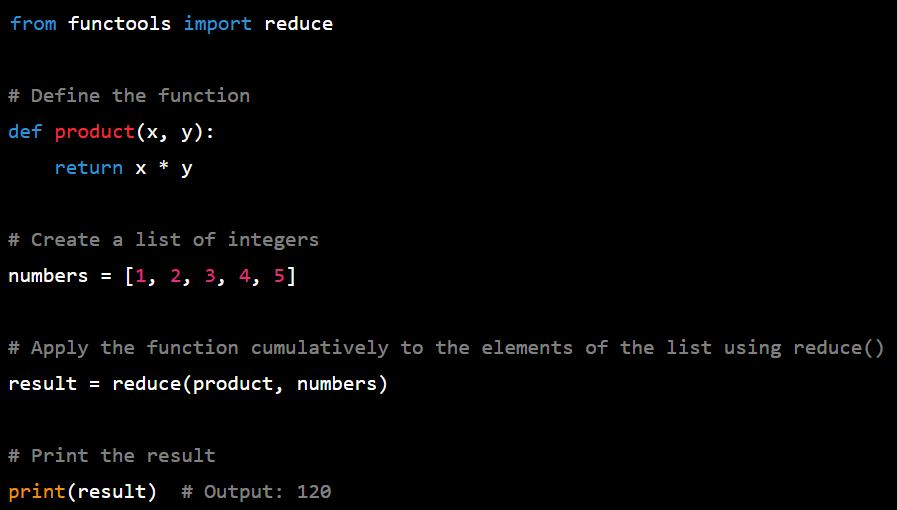 from functools import reduce
# Define the function
def product(x, y):
    return x * y
# Create a list of integers
numbers = [1, 2, 3, 4, 5]
# Apply the function cumulatively to the elements of the list using reduce()
result = reduce(product, numbers)
# Print the result
print(result)  # Output: 120